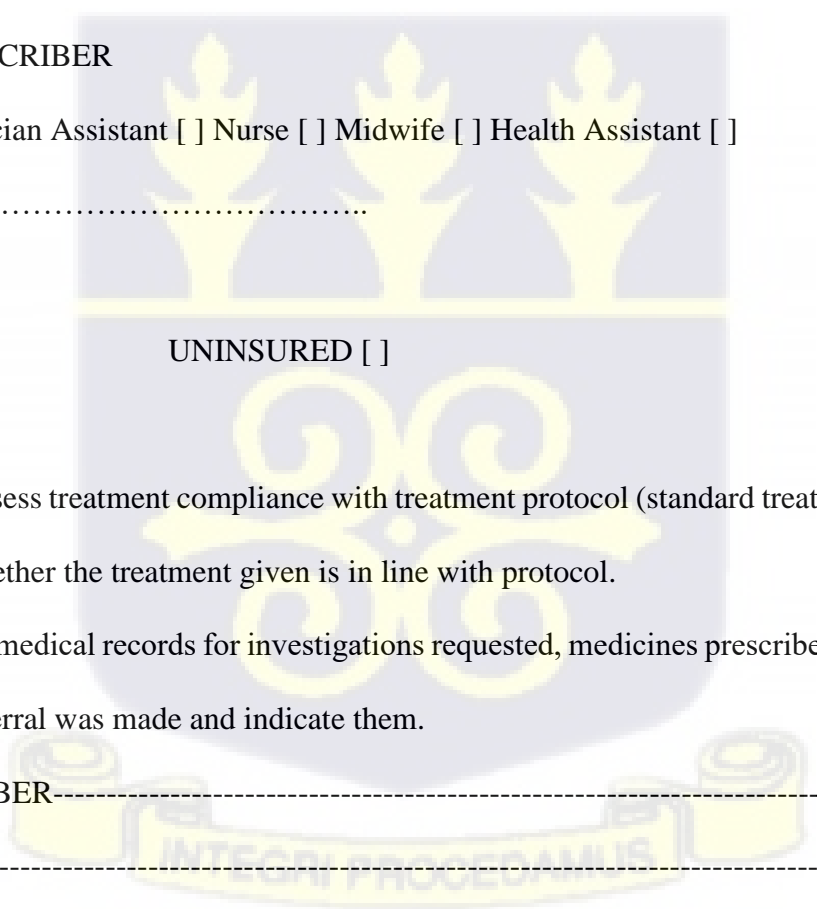 CRIBER
cian Assistant [ ] Nurse [ ] Midwife [ ] Health Assistant [ ]
………………………………..
UNINSURED [ ]
sess treatment compliance with treatment protocol (standard treat
ether the treatment given is in line with protocol.
medical records for investigations requested, medicines prescribe
erral was made and indicate them.
BER--------------------------------------------------------------------------
------------------------------------------------------------------------------
INTEGRI PROCEDAMUS